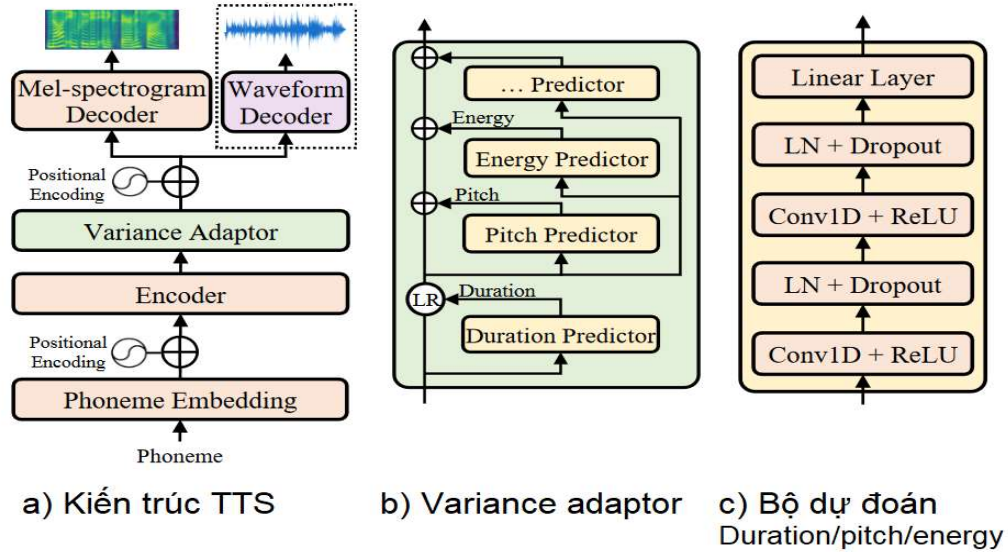 Mel-spectrogram
Decoder
Waveform
Decoder
Positional
Encoding
Variance Adaptor
Encoder
Positional
Encoding
Phoneme Embedding
Phoneme
a) Kiến trúc TTS
... Predictor
Energy
Energy Predictor
Pitch
Pitch Predictor
LR
Duration
Duration Predictor
b) Variance adaptor
Linear Layer
LN + Dropout
Conv1D + ReLU
LN + Dropout
Conv1D + ReLU
c) Bộ dự đoán
Duration/pitch/energy